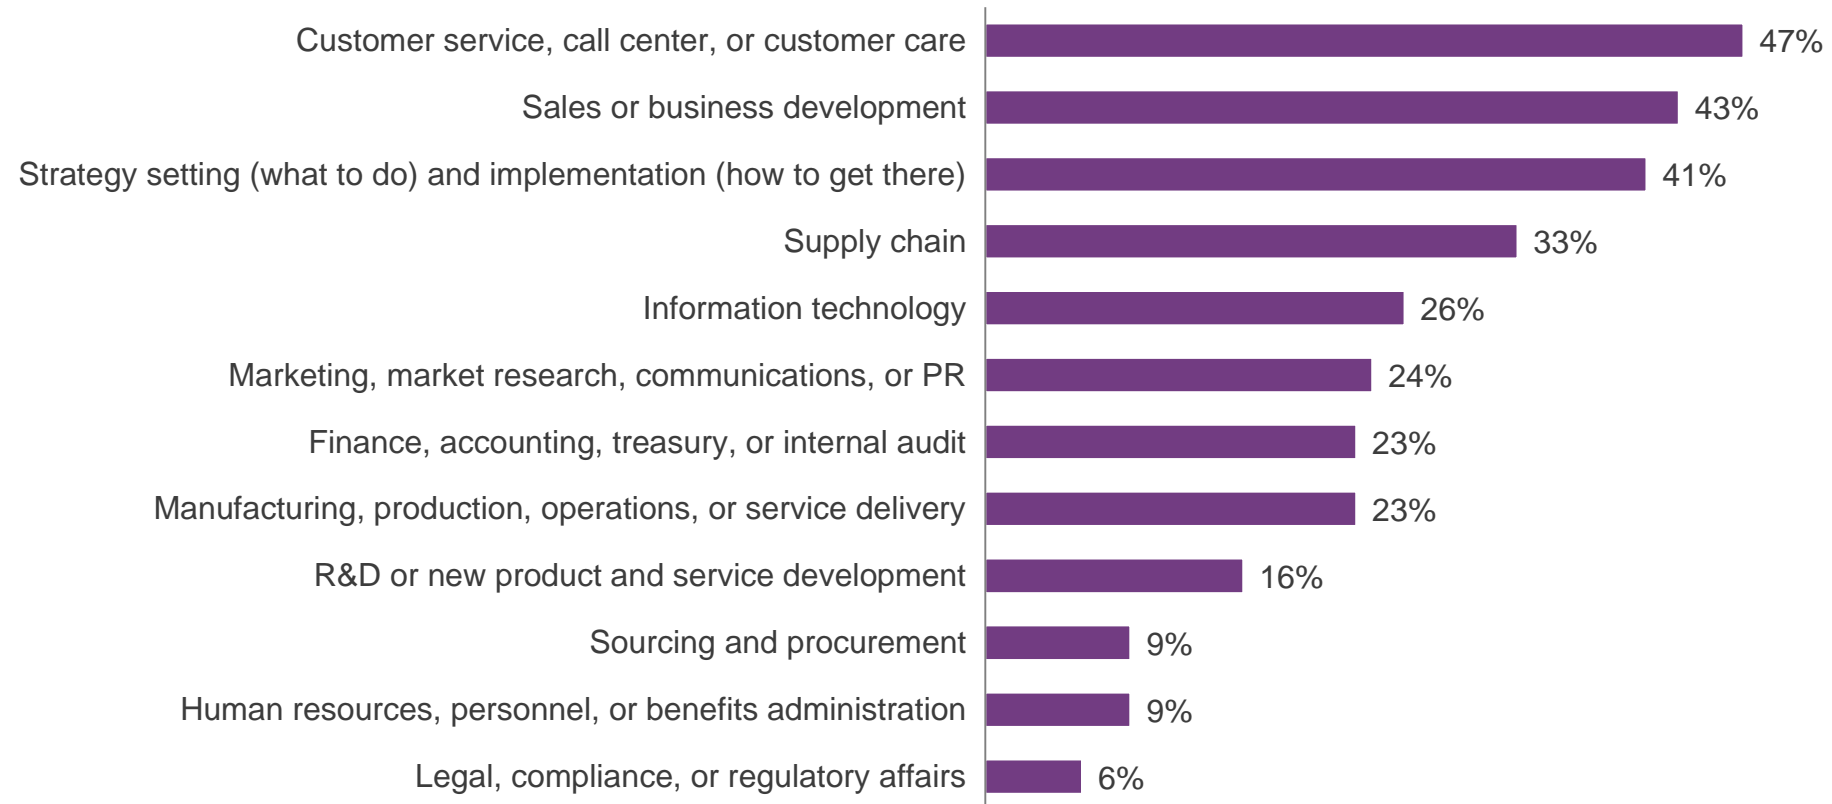 Customer service, call center, or customer care 47%
Sales or business development 43%
Strategy setting (what to do) and implementation (how to get there) 41%
Supply chain 33%
Information technology 26%
Marketing, market research, communications, or PR 24%
Finance, accounting, treasury, or internal audit 23%
Manufacturing, production, operations, or service delivery 23%
R&D or new product and service development 16%
Sourcing and procurement 9%
Human resources, personnel, or benefits administration 9%
Legal, compliance, or regulatory affairs 6%